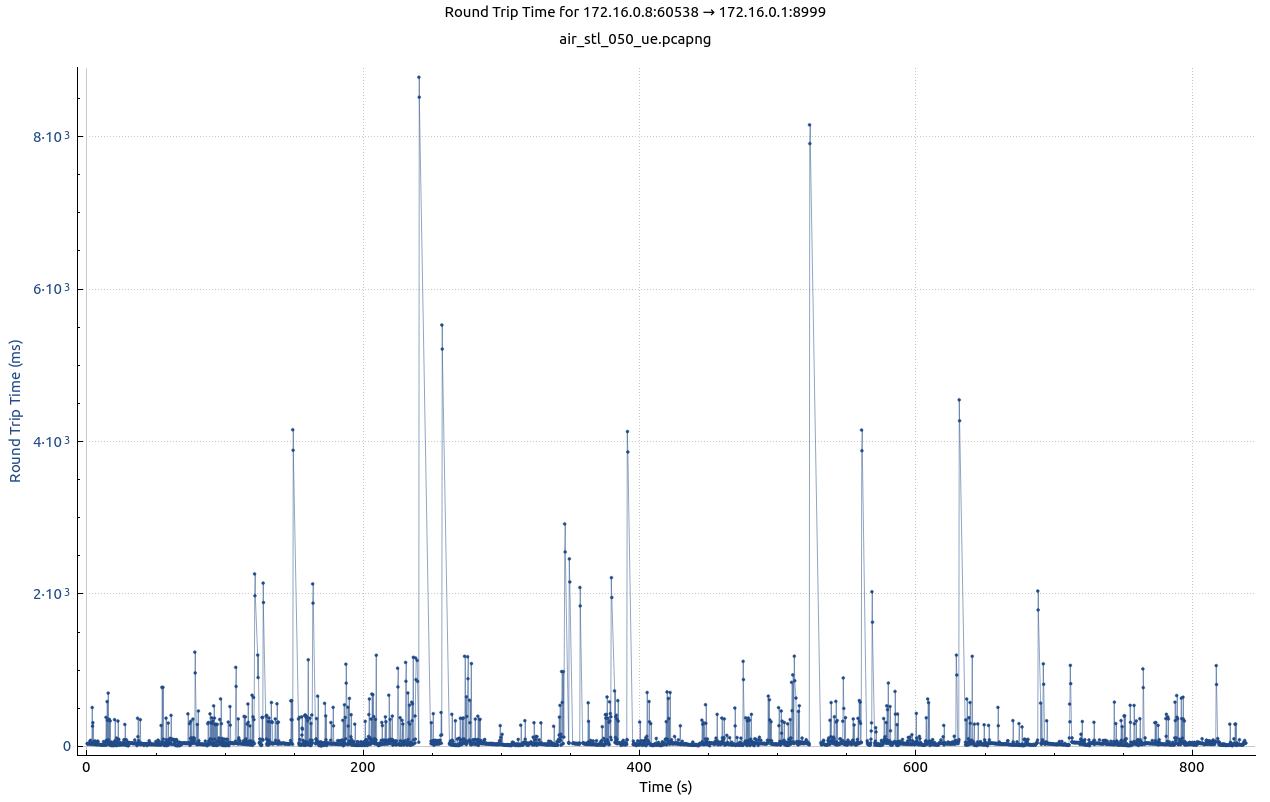 Round Trip Time for 172.16.0.8:60538 → 172.16.0.1:8999
air_stl_050_ue.pcapng
8·10³
6·10³
4·10³
2·10³
0
Round Trip Time (ms)
0 200 400 600 800
Time (s)